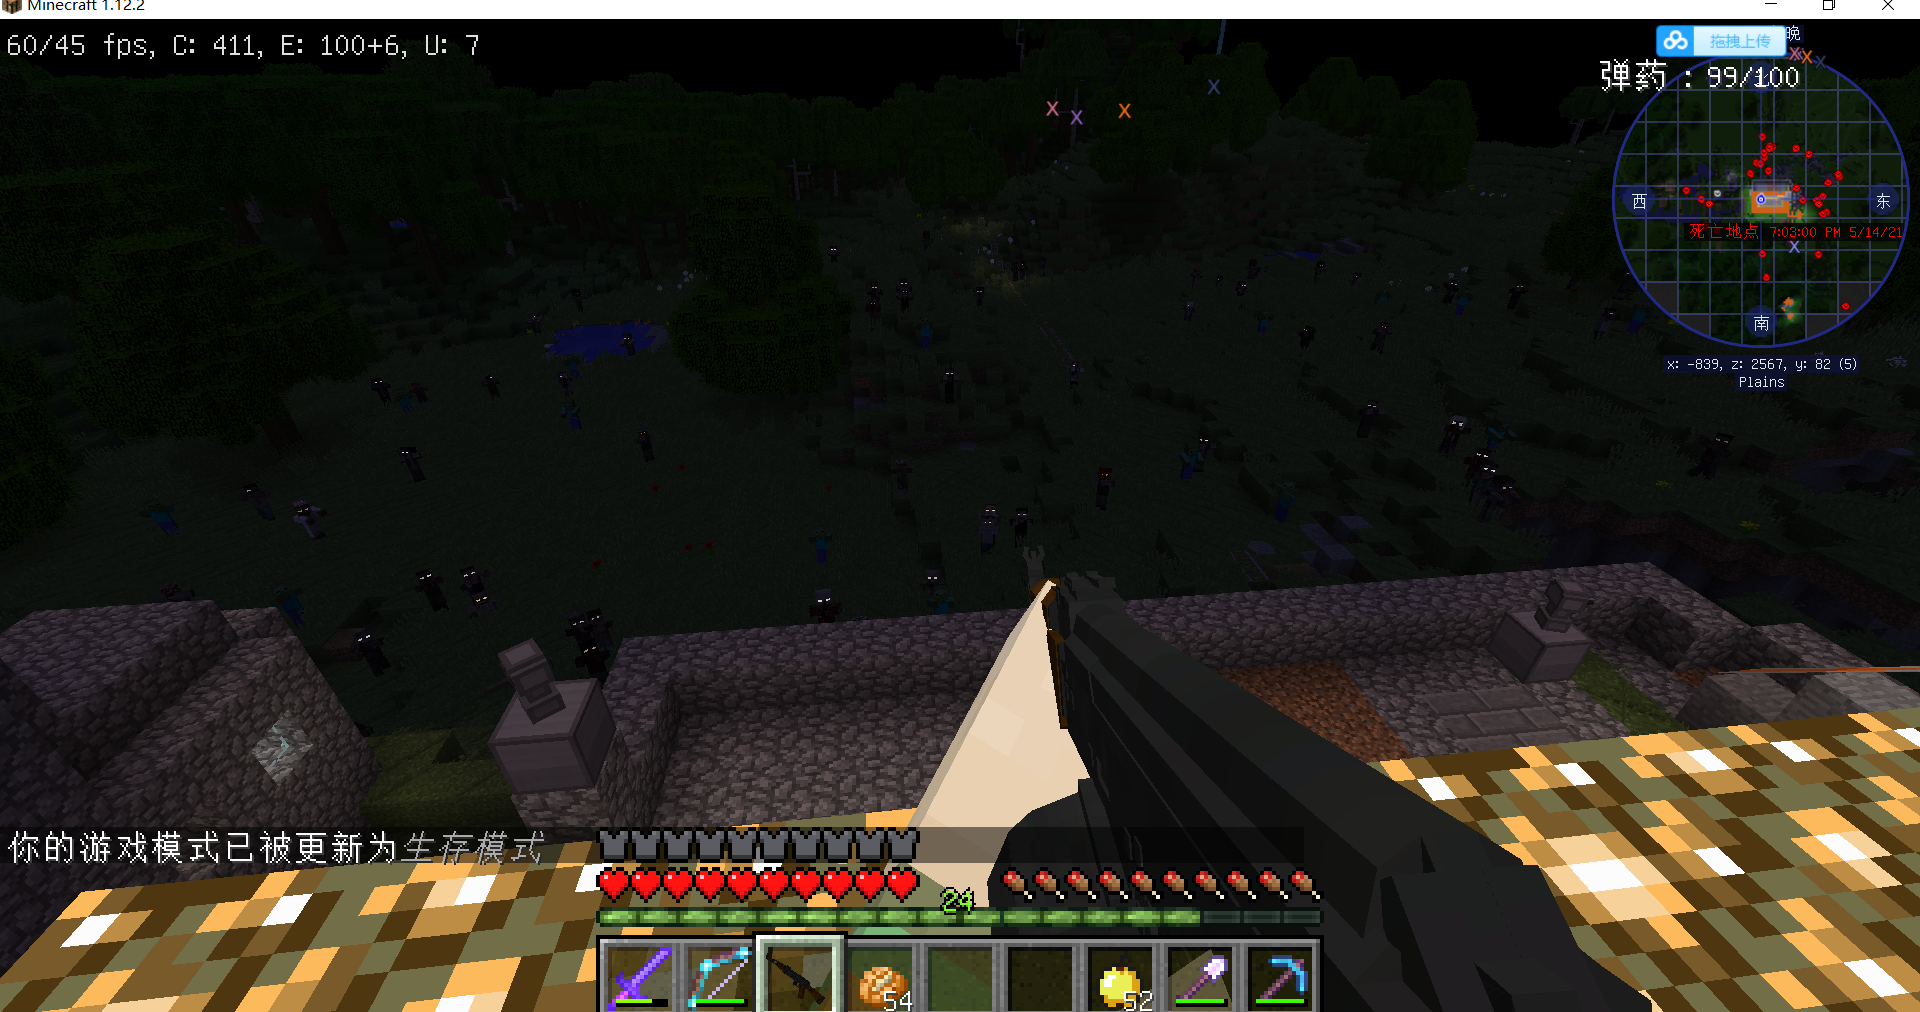 Minecraft 1.12.2
60/45 fps, C: 411, E: 100+6, U: 7
拖拽上传
晚
弹药 : 99/100
X X X X
X X X
西
东
死亡地点 7:03:00 PM 5/14/21
X
南
x: -839, z: 2567, y: 82 (5)
Plains
你的游戏模式已被更新为生存模式
24
54
52